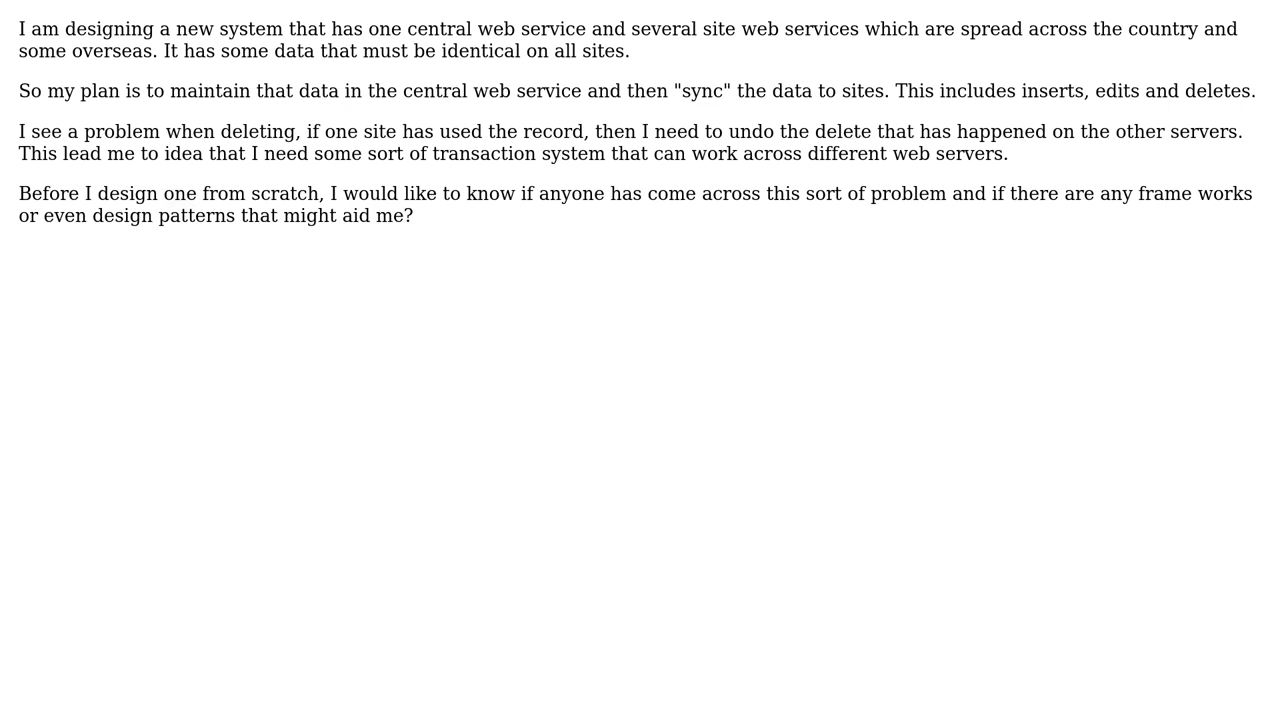 I am designing a new system that has one central web service and several site web services which are spread across the country and
some overseas. It has some data that must be identical on all sites.
So my plan is to maintain that data in the central web service and then "sync" the data to sites. This includes inserts, edits and deletes.
I see a problem when deleting, if one site has used the record, then I need to undo the delete that has happened on the other servers.
This lead me to idea that I need some sort of transaction system that can work across different web servers.
Before I design one from scratch, I would like to know if anyone has come across this sort of problem and if there are any frame works
or even design patterns that might aid me?